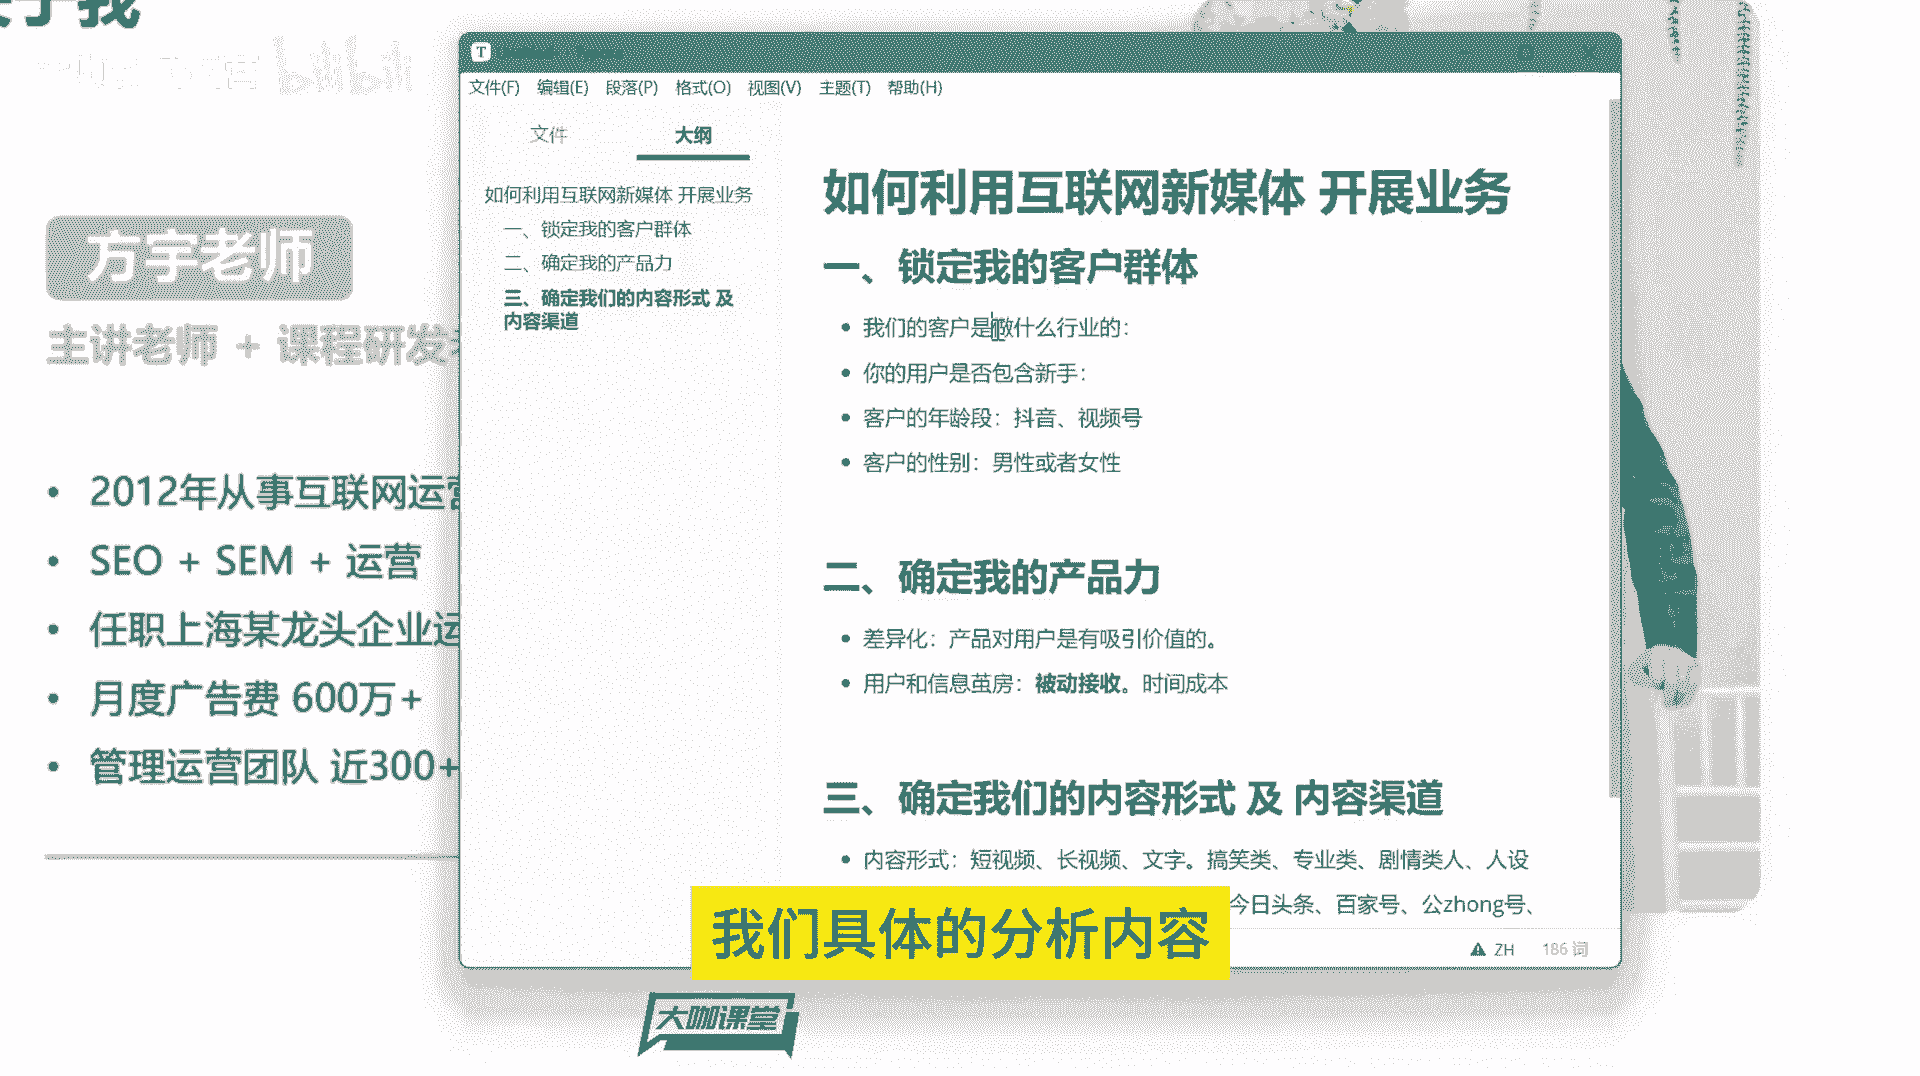 bilibili
方宇老师
主讲老师 + 课程研发
2012年从事互联网运营
SEO + SEM + 运营
任职上海某龙头企业运
月度广告费 600万+
管理运营团队 近300+
文件(F) 编辑(E) 段落(P) 格式(O) 视图(V) 主题(T) 帮助(H)
文件 大纲
如何利用互联网新媒体 开展业务
一、锁定我的客户群体
二、确定我的产品力
三、确定我们的内容形式 及
内容渠道
如何利用互联网新媒体 开展业务
一、锁定我的客户群体
我们的客户是做什么行业的:
你的用户是否包含新手:
客户的年龄段: 抖音、视频号
客户的性别: 男性或者女性
二、确定我的产品力
差异化: 产品对用户是有吸引价值的。
用户和信息茧房: 被动接收。时间成本
三、确定我们的内容形式 及 内容渠道
内容形式: 短视频、长视频、文字。搞笑类、专业类、剧情类人、人设
今日头条、百家号、公zhong号、
ZH 186 词
我们具体的分析内容
大咖课堂